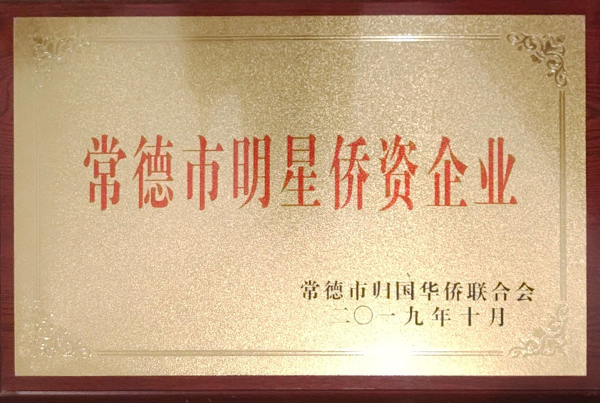 常德市明星侨资企业
常德市归国华侨联合会
二〇一九年十月